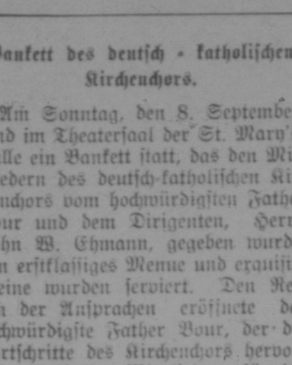 Bankett des deutsch - katholischen
Kirchenchors.
Am Sonntag, den 8. Septembe
nd im Theatersaal der St. Mary's
lle ein Bankett statt, das den Mi
edern des deutsch-katholischen Ki
enchors vom hochwürdigsten Fathe
our und dem Dirigenten, Herr
hn W. Ehmann, gegeben wurd
n erstklassiges Menue und exquisi
eine wurden serviert. Den Re
n der Ansprachen eröffnete de
chwürdigste Father Bour, der d
rtschritte des Kirchenchors hervo